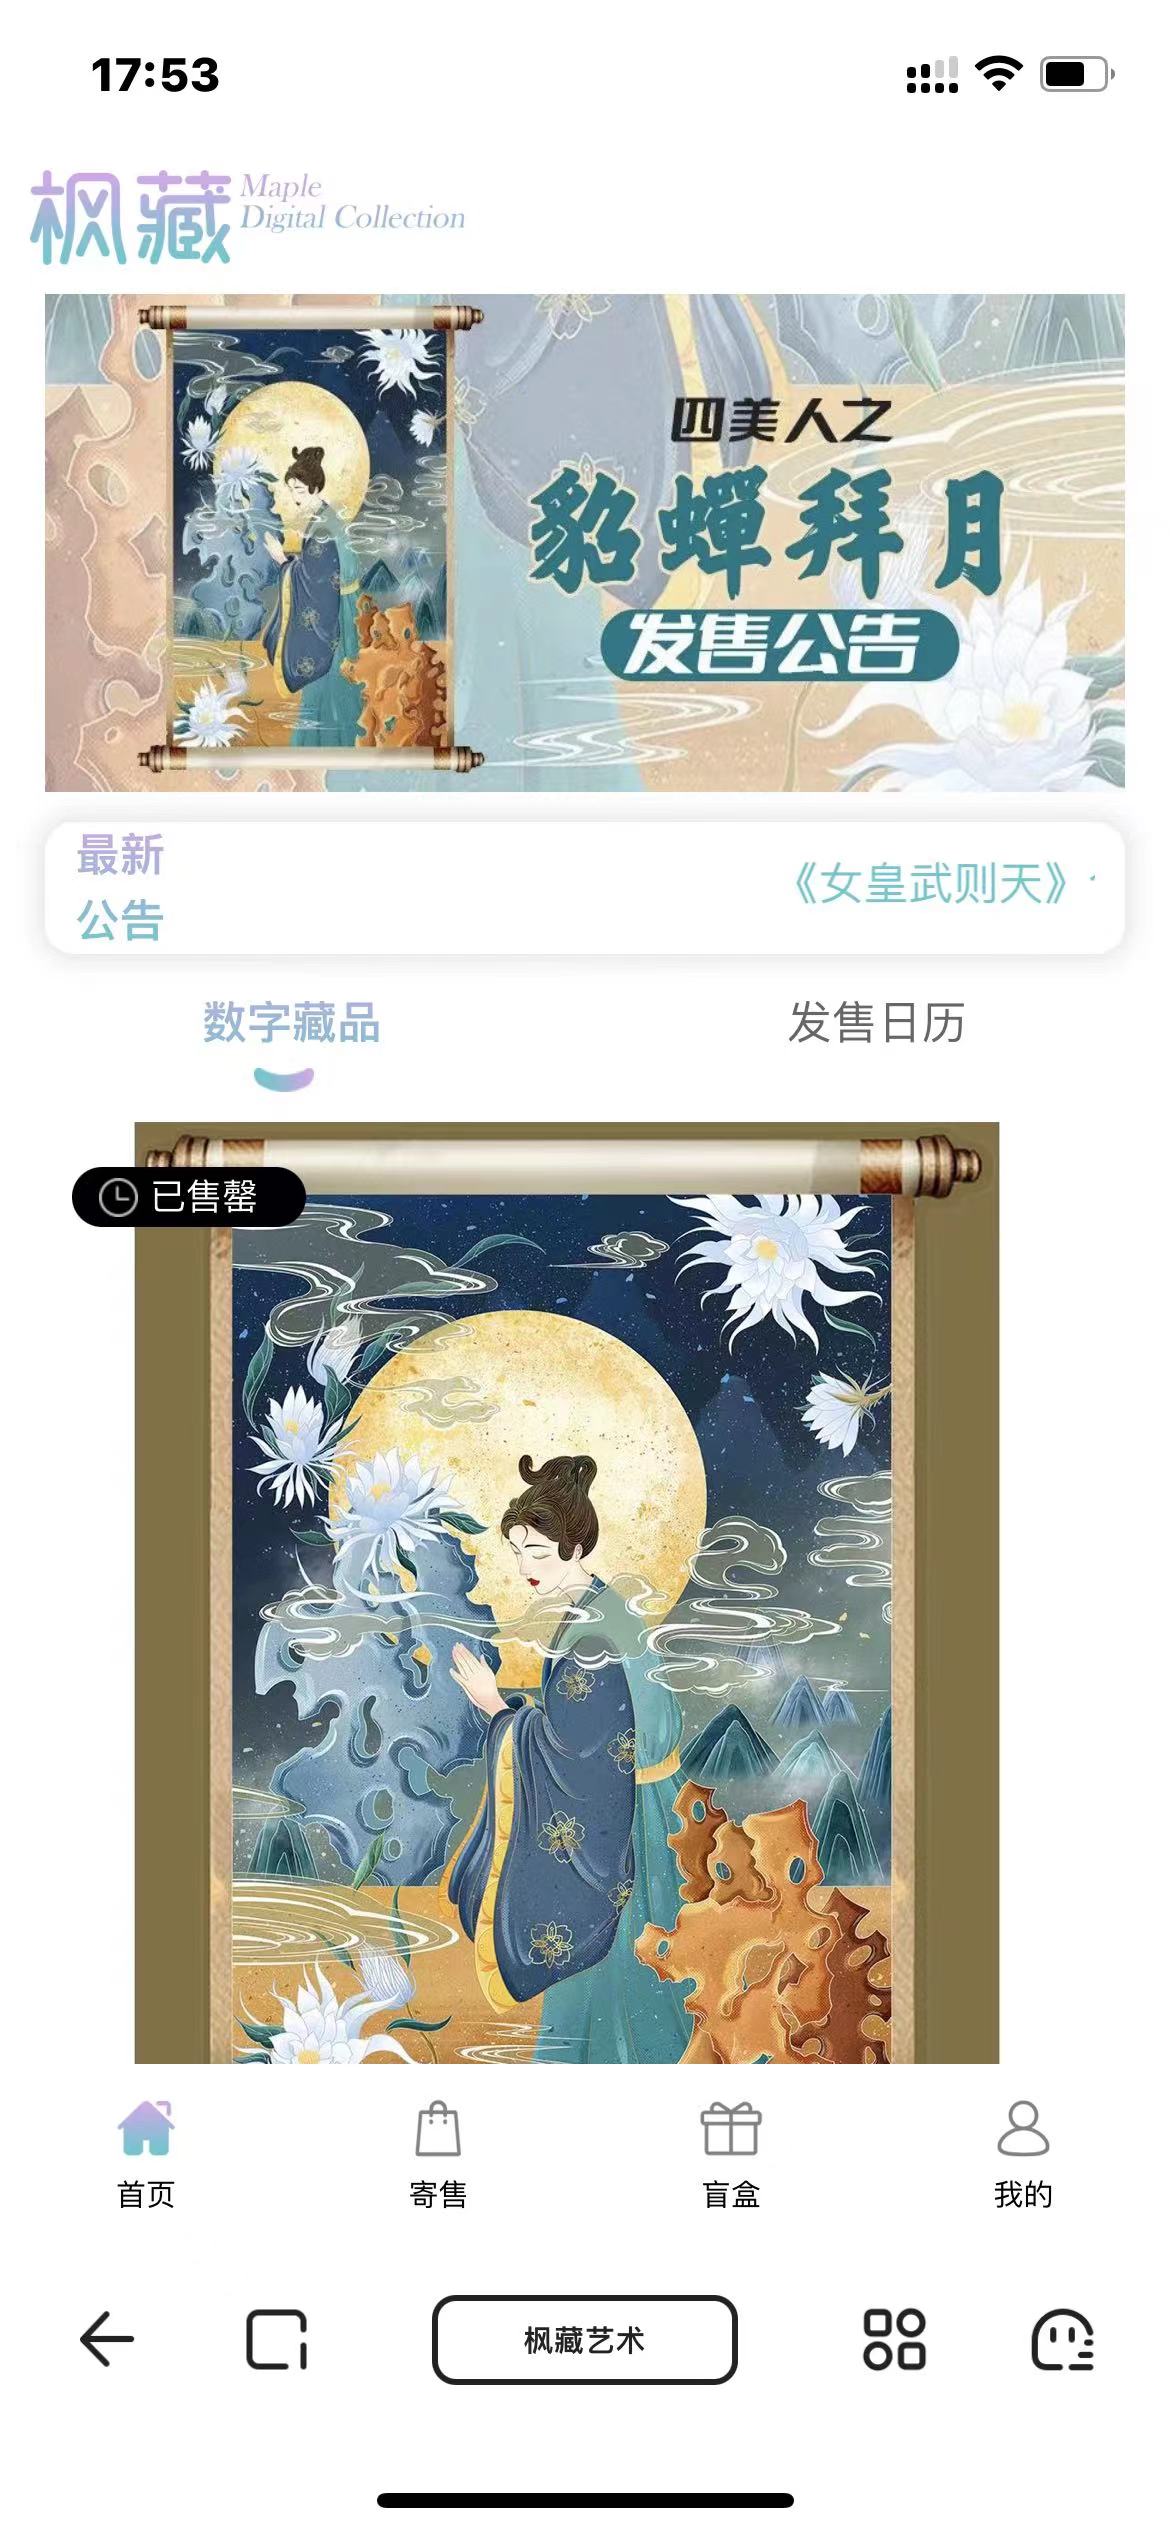 17:53
枫藏
Maple
Digital Collection
四美人之
貂蟬拜月
发售公告
最新
公告
《女皇武则天》
数字藏品
发售日历
已售罄
首页
寄售
盲盒
我的
枫藏艺术